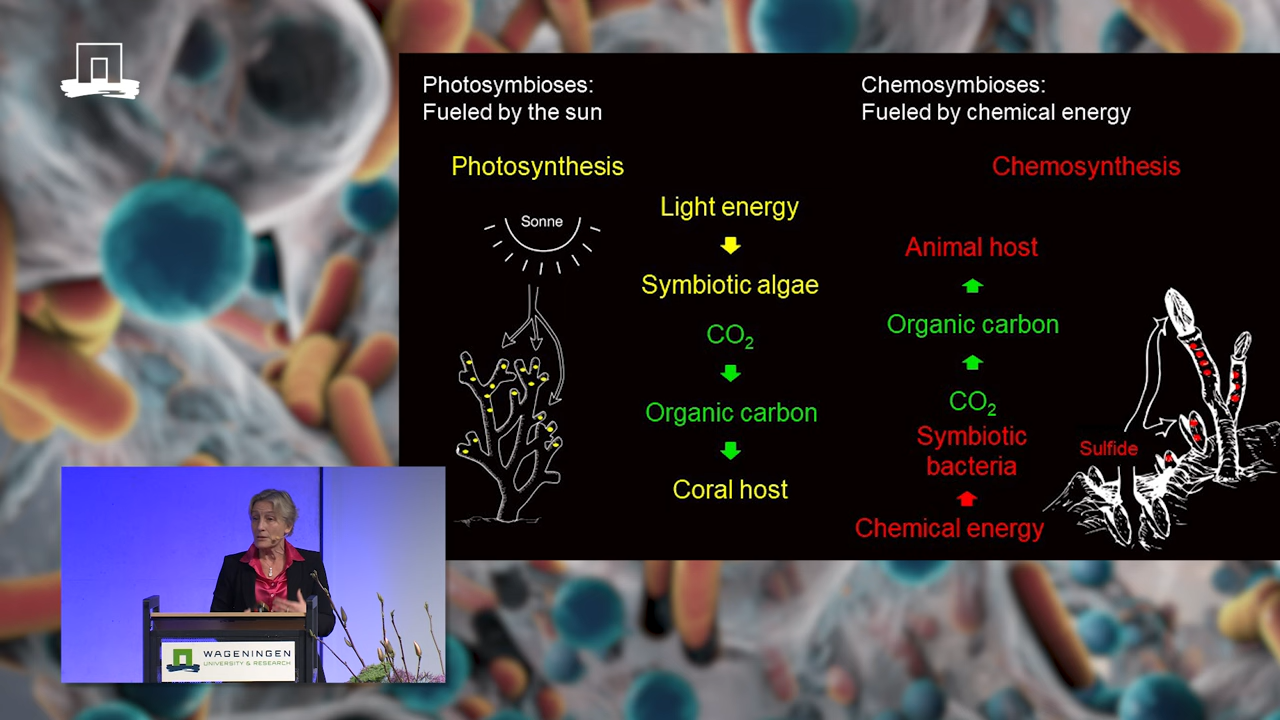 Photosymbioses:
Fueled by the sun
Photosynthesis
Sonne
Light energy
Symbiotic algae
CO₂
Organic carbon
Coral host
Chemosymbioses:
Fueled by chemical energy
Chemosynthesis
Animal host
Organic carbon
CO₂
Symbiotic
bacteria
Chemical energy
Sulfide
WAGENINGEN
UNIVERSITY & RESEARCH